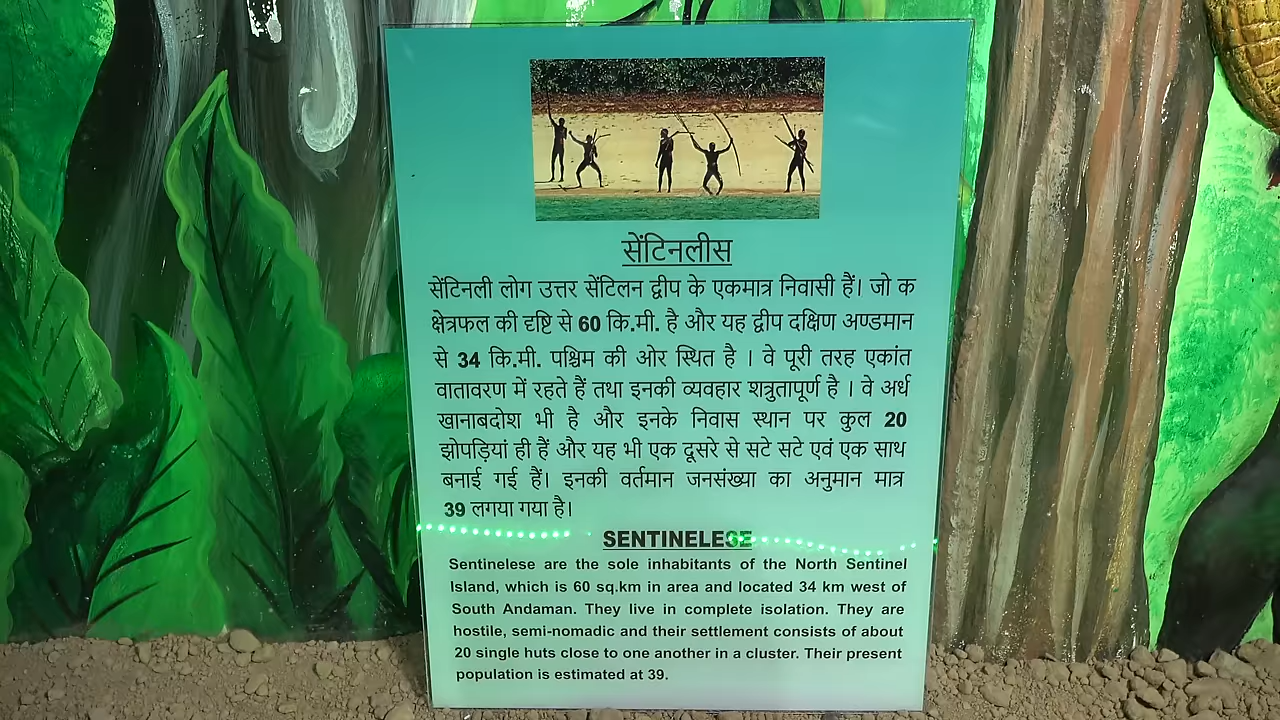 सेंटिनलीस
सेंटिनली लोग उत्तर सेंटिलन द्वीप के एकमात्र निवासी हैं। जो क
क्षेत्रफल की दृष्टि से 60 कि.मी. है और यह द्वीप दक्षिण अण्डमान
से 34 कि.मी. पश्चिम की ओर स्थित है । वे पूरी तरह एकांत
वातावरण में रहते हैं तथा इनकी व्यवहार शत्रुतापूर्ण है । वे अर्ध
खानाबदोश भी है और इनके निवास स्थान पर कुल 20
झोपड़ियां ही हैं और यह भी एक दूसरे से सटे सटे एवं एक साथ
बनाई गई हैं। इनकी वर्तमान जनसंख्या का अनुमान मात्र
39 लगया गया है।
SENTINELESE
Sentinelese are the sole inhabitants of the North Sentinel
Island, which is 60 sq.km in area and located 34 km west of
South Andaman. They live in complete isolation. They are
hostile, semi-nomadic and their settlement consists of about
20 single huts close to one another in a cluster. Their present
population is estimated at 39.